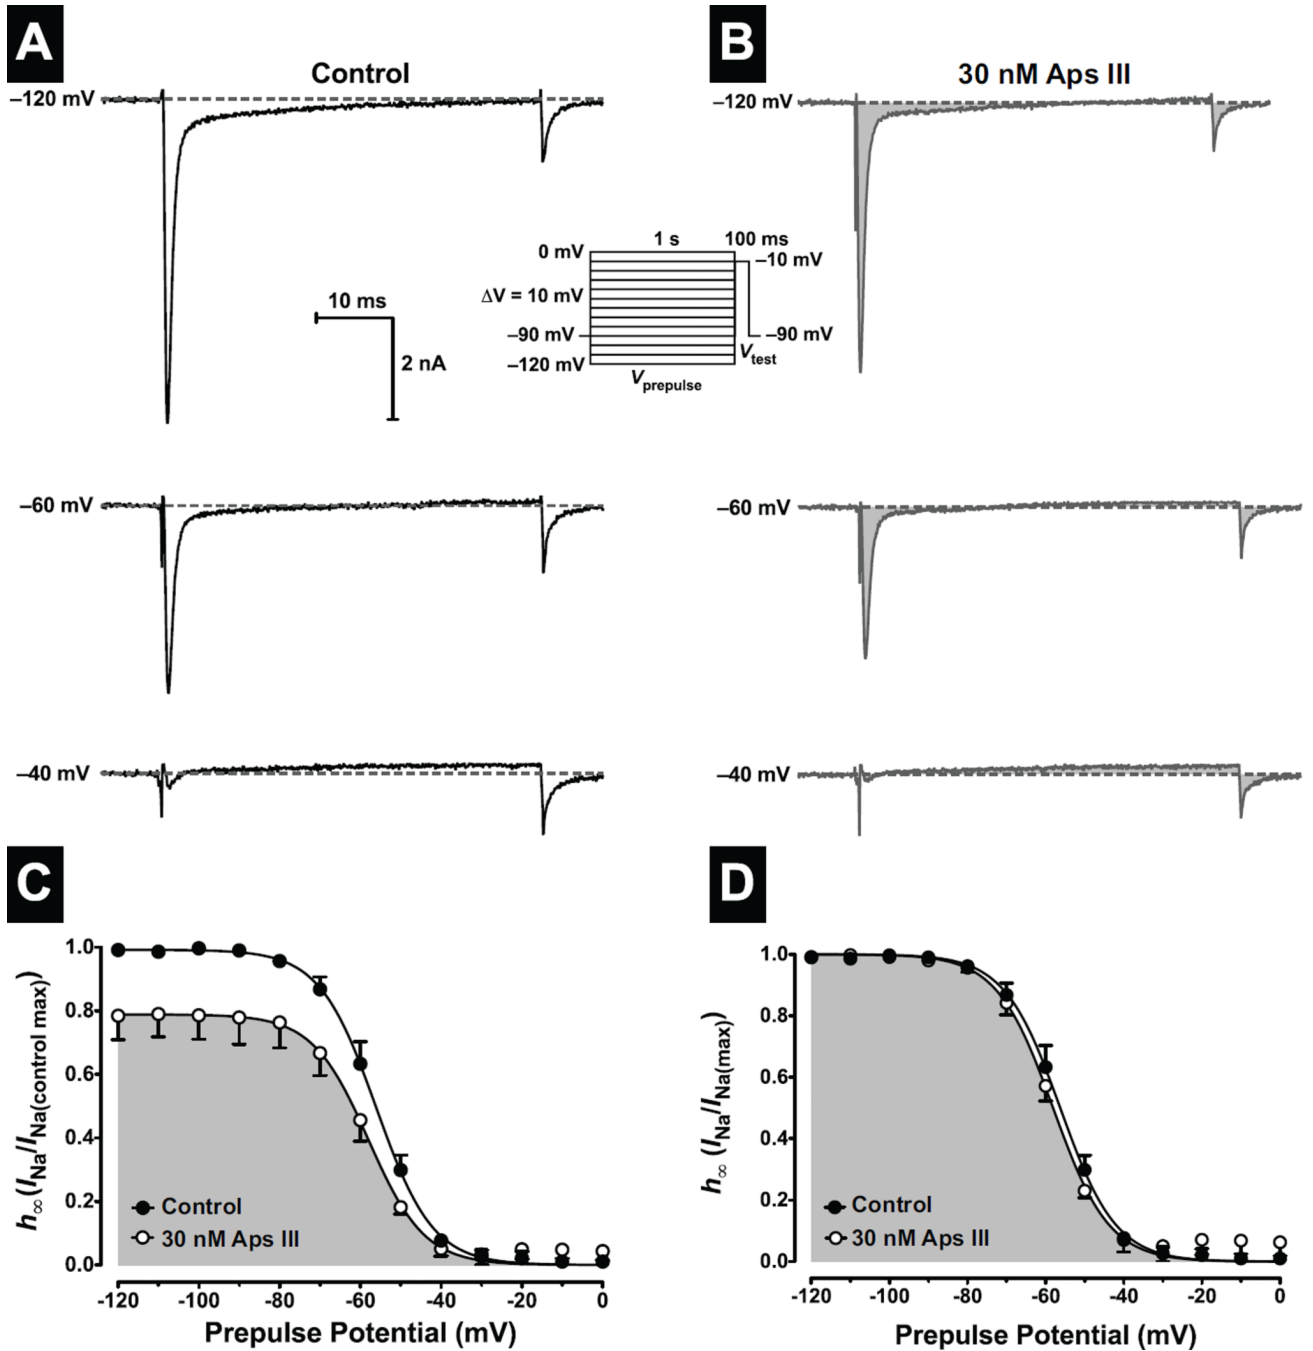 A
Control
–120 mV
10 ms
2 nA
–60 mV
–40 mV
1 s
100 ms
0 mV
–10 mV
ΔV = 10 mV
–90 mV
–90 mV
–120 mV
Vtest
Vprepulse
B
30 nM Aps III
–120 mV
–60 mV
–40 mV
C
h∞ (INa/INa(control max))
1.0
0.8
0.6
0.4
0.2
0.0
Control
30 nM Aps III
-120 -100 -80 -60 -40 -20 0
Prepulse Potential (mV)
D
h∞ (INa/INa(max))
1.0
0.8
0.6
0.4
0.2
0.0
Control
30 nM Aps III
-120 -100 -80 -60 -40 -20 0
Prepulse Potential (mV)